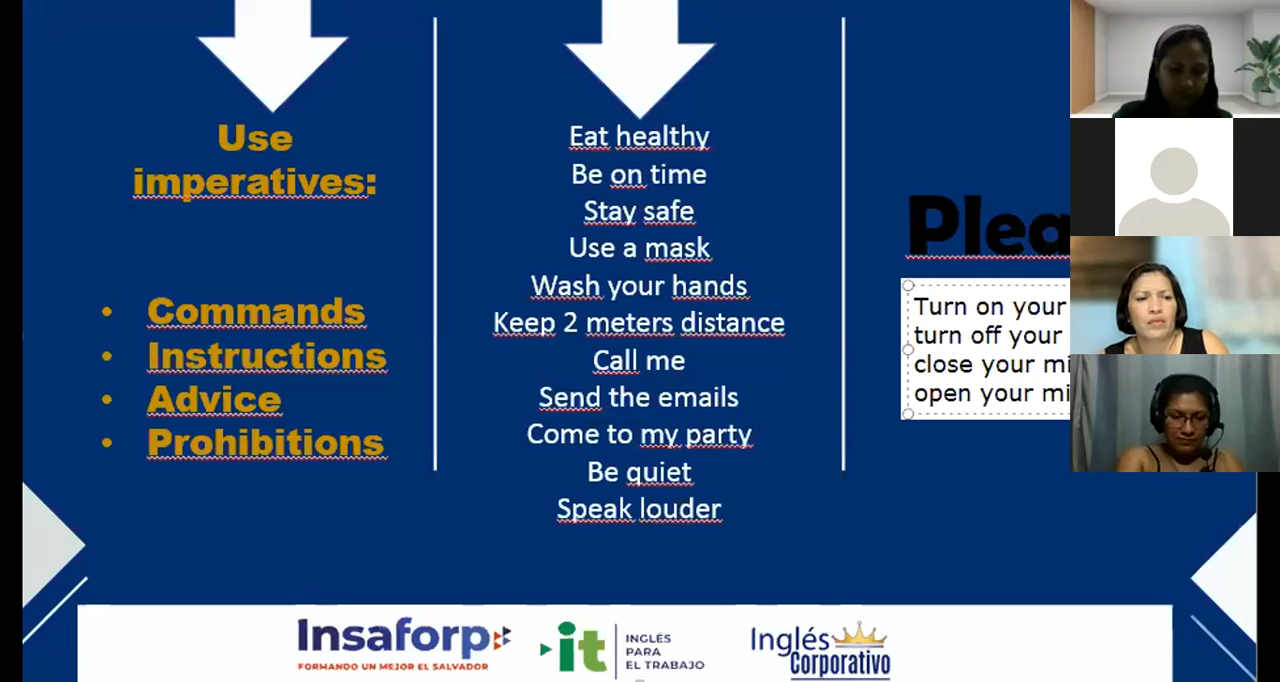 Use
imperatives:
• Commands
• Instructions
• Advice
• Prohibitions
Eat healthy
Be on time
Stay safe
Use a mask
Wash your hands
Keep 2 meters distance
Call me
Send the emails
Come to my party
Be quiet
Speak louder
Turn on your
turn off your
close your
open your
Insaforp
FORMANDO UN MEJOR EL SALVADOR
it
INGLÉS
PARA
EL TRABAJO
Inglés
Corporativo